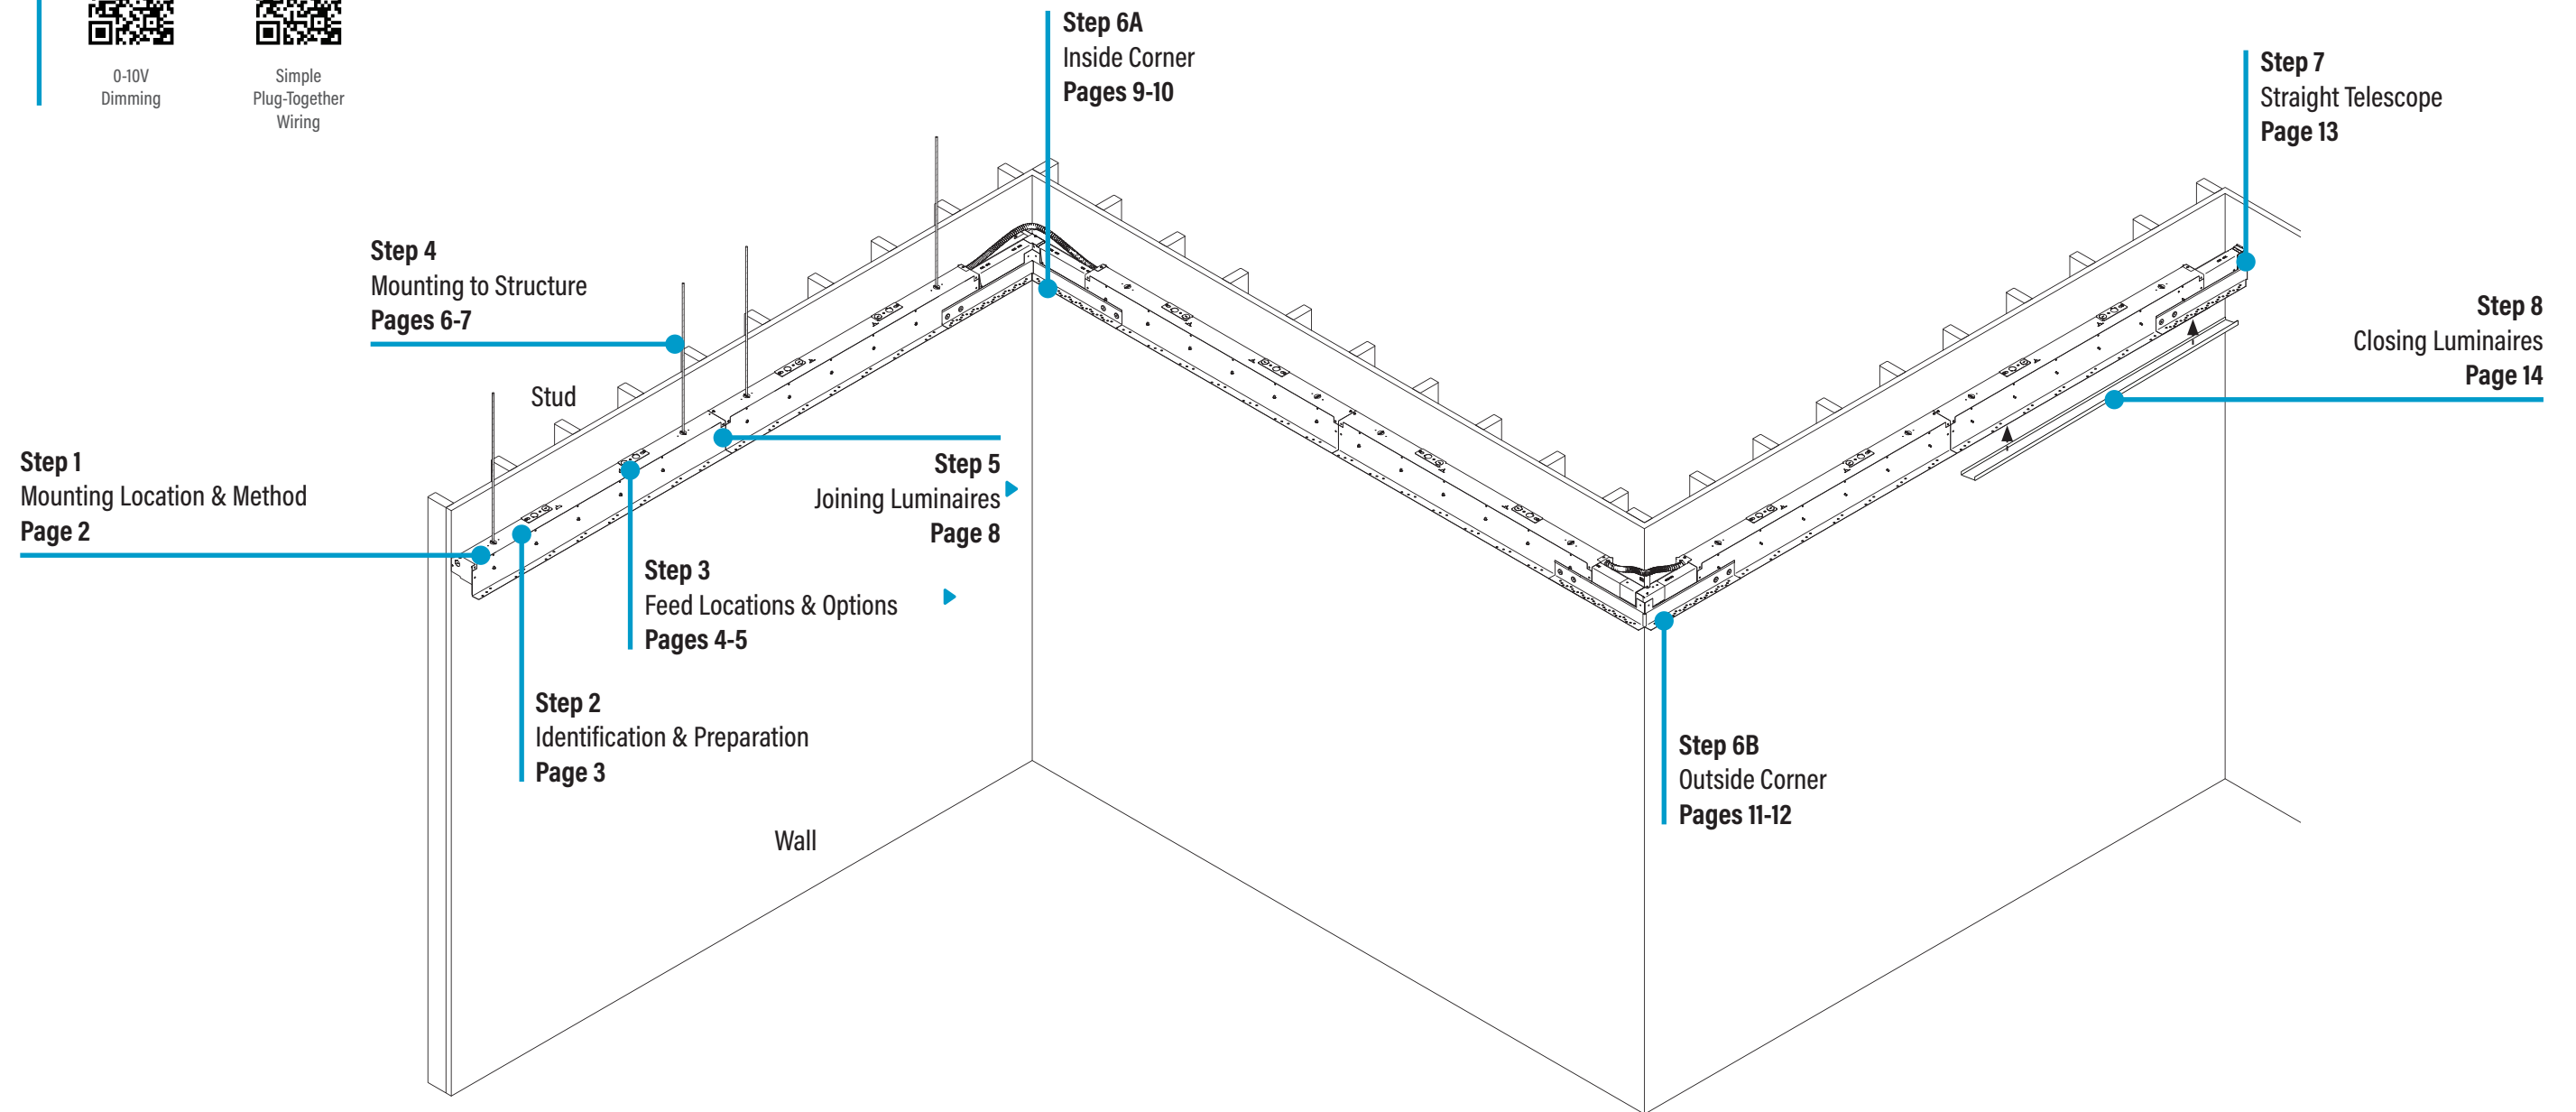 0-10V
Dimming
Simple
Plug-Together
Wiring
Step 6A
Inside Corner
Pages 9-10
Step 7
Straight Telescope
Page 13
Step 4
Mounting to Structure
Pages 6-7
Step 8
Closing Luminaires
Page 14
Stud
Step 1
Mounting Location & Method
Page 2
Step 5
Joining Luminaires
Page 8
Step 3
Feed Locations & Options
Pages 4-5
Step 2
Identification & Preparation
Page 3
Step 6B
Outside Corner
Pages 11-12
Wall